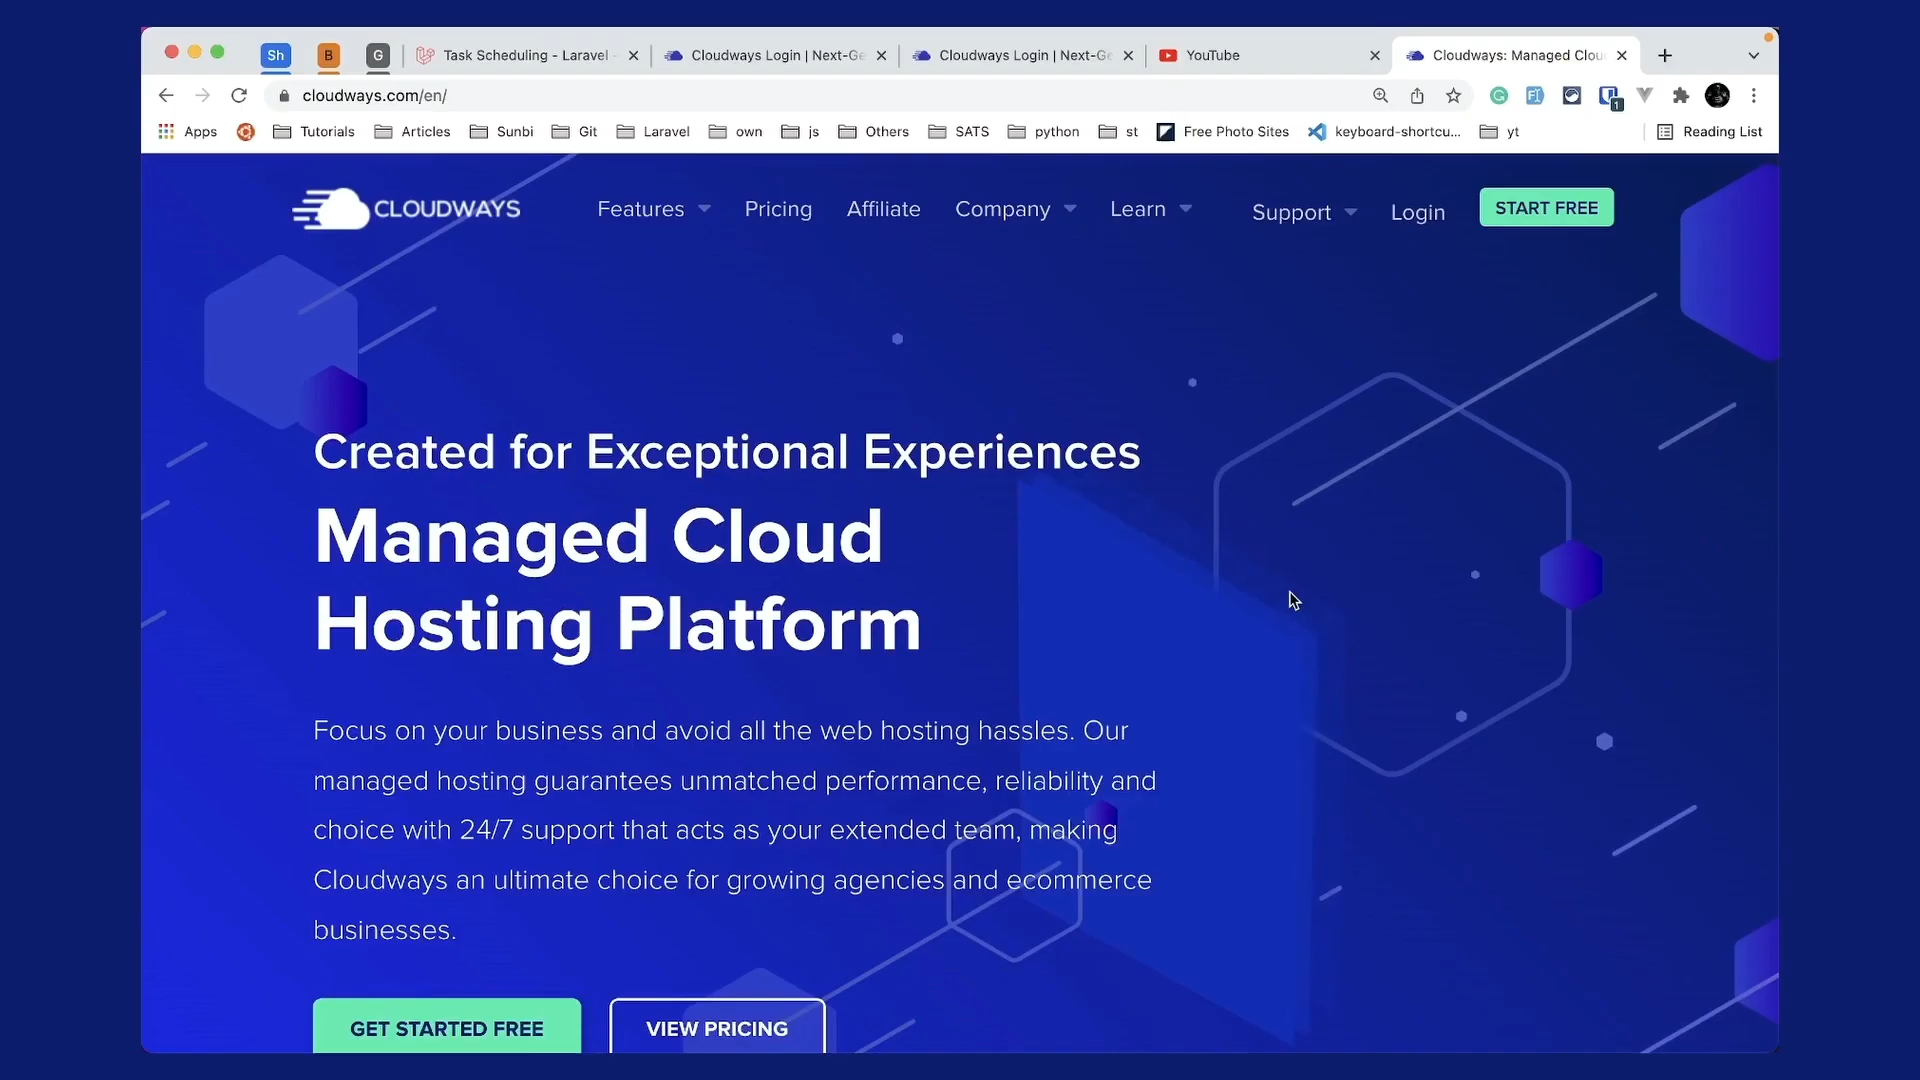 Sh
B
G
Task Scheduling - Laravel -
Cloudways Login | Next-Ge
Cloudways Login | Next-Ge
YouTube
Cloudways: Managed Clou
cloudways.com/en/
1
Apps
Tutorials
Articles
Sunbi
Git
Laravel
own
js
Others
SATS
python
st
Free Photo Sites
keyboard-shortcu...
yt
Reading List
CLOUDWAYS
Features
Pricing
Affiliate
Company
Learn
Support
Login
START FREE
Created for Exceptional Experiences
Managed Cloud
Hosting Platform
Focus on your business and avoid all the web hosting hassles. Our
managed hosting guarantees unmatched performance, reliability and
choice with 24/7 support that acts as your extended team, making
Cloudways an ultimate choice for growing agencies and ecommerce
businesses.
GET STARTED FREE
VIEW PRICING